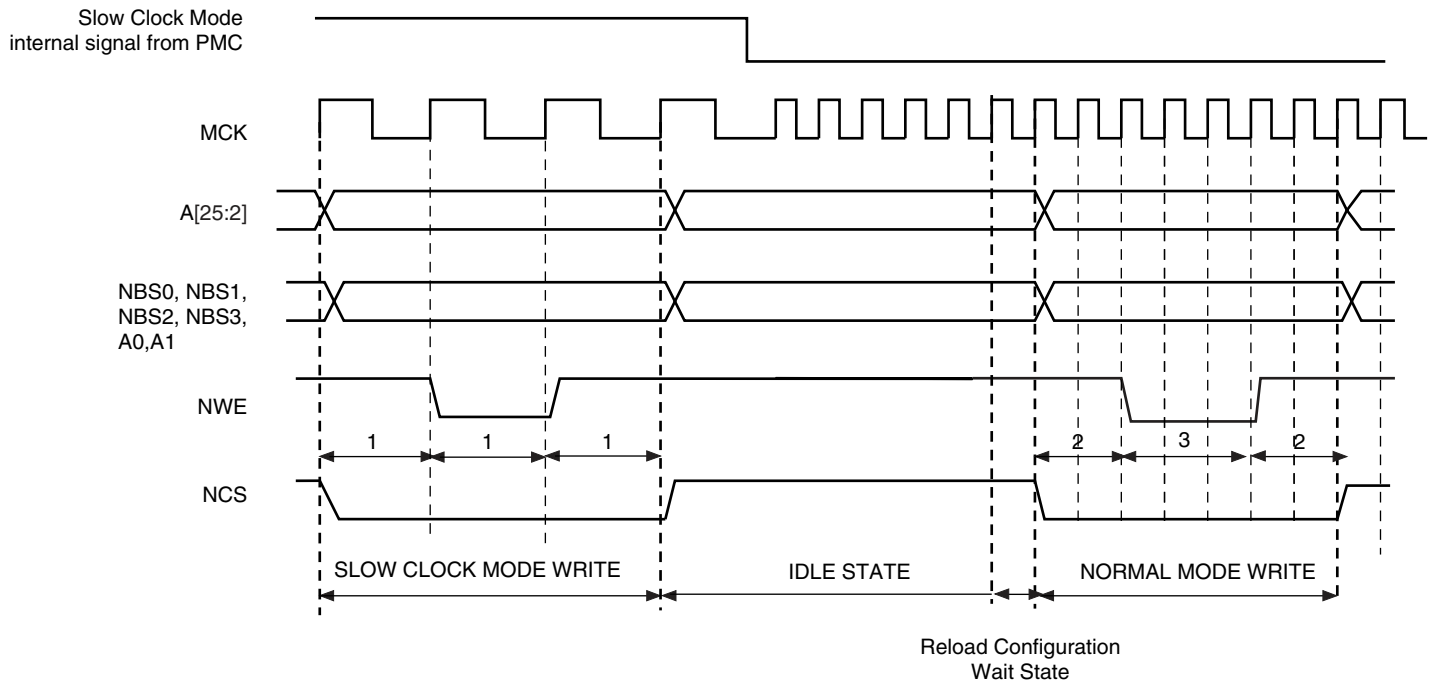 Slow Clock Mode
internal signal from PMC
MCK
A[25:2]
NBS0, NBS1,
NBS2, NBS3,
A0,A1
NWE
1 1 1 2 3 2
NCS
SLOW CLOCK MODE WRITE IDLE STATE NORMAL MODE WRITE
Reload Configuration
Wait State